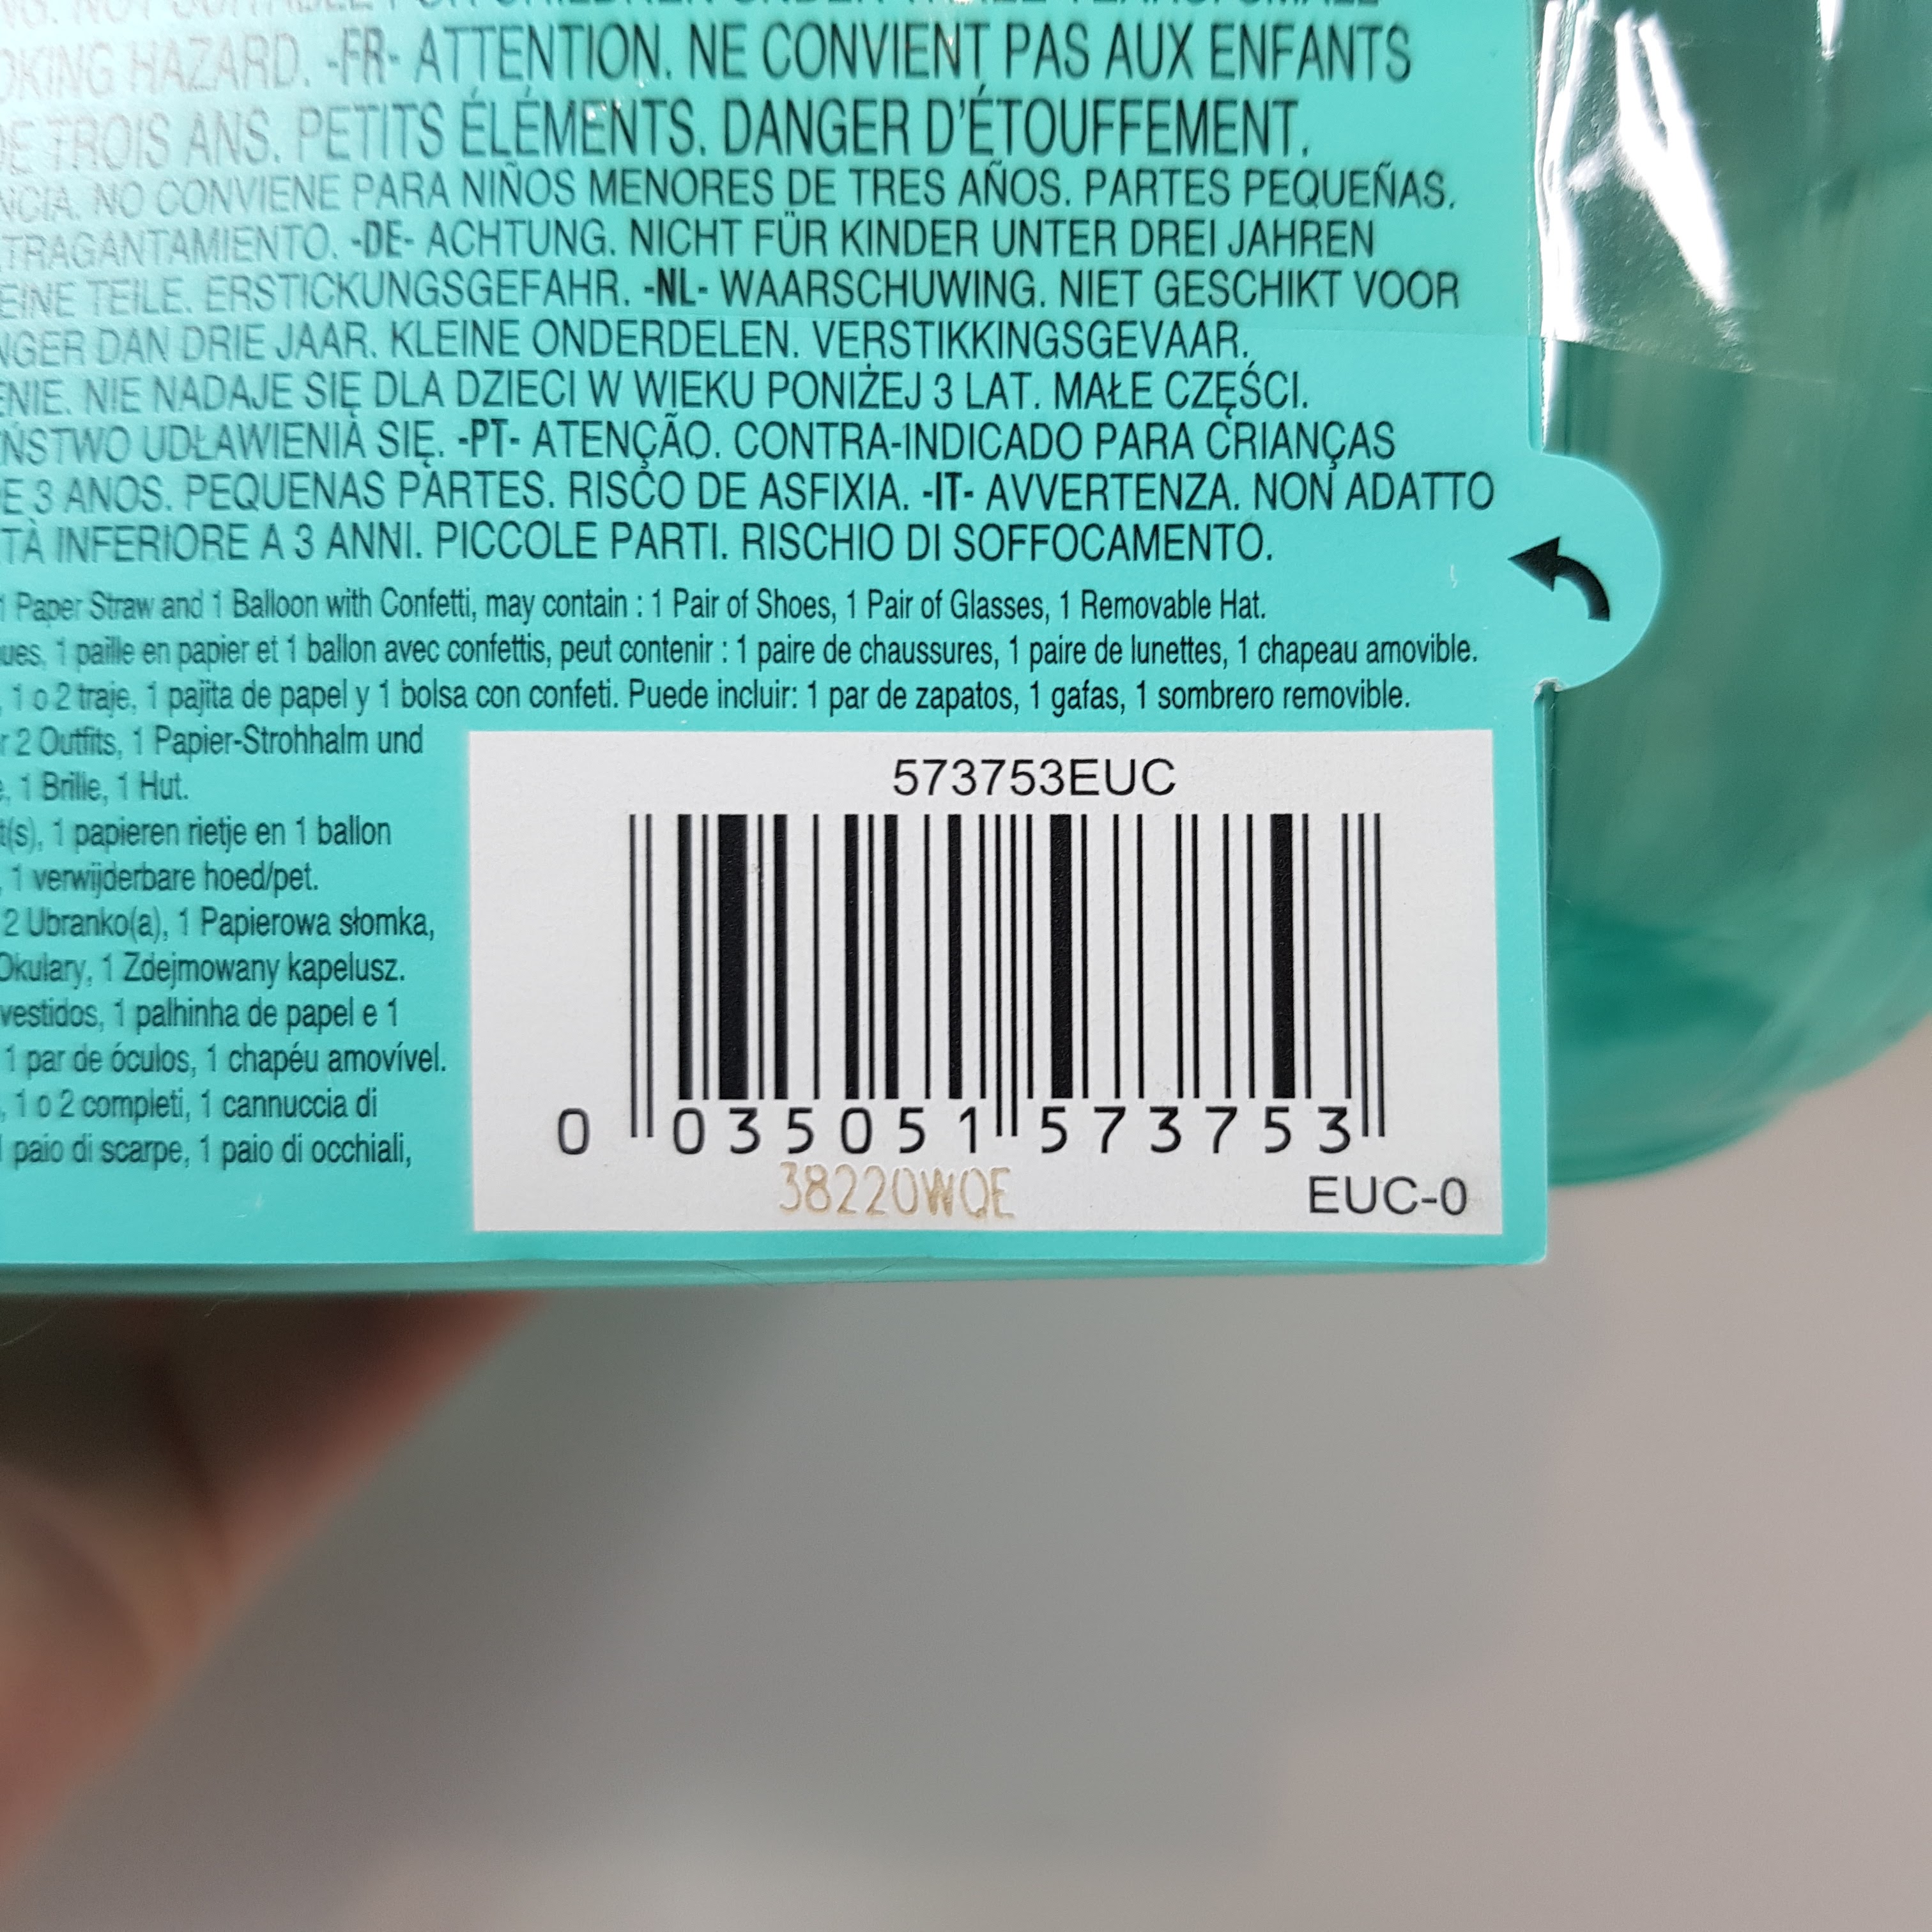 NOT SUITABLE FOR CHILDREN UNDER THREE YEARS. SMALL
HAZARD. -FR- ATTENTION. NE CONVIENT PAS AUX ENFANTS
DE TROIS ANS. PETITS ÉLÉMENTS. DANGER D'ÉTOUFFEMENT.
NO CONVIENE PARA NIÑOS MENORES DE TRES AÑOS. PARTES PEQUEÑAS.
TRAGANTAMIENTO. -DE- ACHTUNG. NICHT FÜR KINDER UNTER DREI JAHREN
EINE TEILE. ERSTICKUNGSGEFAHR. -NL- WAARSCHUWING. NIET GESCHIKT VOOR
NGER DAN DRIE JAAR. KLEINE ONDERDELEN. VERSTIKKINGSGEVAAR.
ENIE. NIE NADAJE SIĘ DLA DZIECI W WIEKU PONIŻEJ 3 LAT. MAŁE CZĘŚCI.
ŃSTWO UDŁAWIENIA SIĘ. -PT- ATENÇÃO. CONTRA-INDICADO PARA CRIANÇAS
E 3 ANOS. PEQUENAS PARTES. RISCO DE ASFIXIA. -IT- AVVERTENZA. NON ADATTO
TÀ INFERIORE A 3 ANNI. PICCOLE PARTI. RISCHIO DI SOFFOCAMENTO.
1 Paper Straw and 1 Balloon with Confetti, may contain : 1 Pair of Shoes, 1 Pair of Glasses, 1 Removable Hat.
ues, 1 paille en papier et 1 ballon avec confettis, peut contenir : 1 paire de chaussures, 1 paire de lunettes, 1 chapeau amovible.
, 1 o 2 traje, 1 pajita de papel y 1 bolsa con confeti. Puede incluir: 1 par de zapatos, 1 gafas, 1 sombrero removible.
r 2 Outfits, 1 Papier-Strohhalm und
e, 1 Brille, 1 Hut.
t(s), 1 papieren rietje en 1 ballon
, 1 verwijderbare hoed/pet.
2 Ubranko(a), 1 Papierowa słomka,
Okulary, 1 Zdejmowany kapelusz.
vestidos, 1 palhinha de papel e 1
1 par de óculos, 1 chapéu amovível.
, 1 o 2 completi, 1 cannuccia di
1 paio di scarpe, 1 paio di occhiali,
573753EUC
0 035051 573753
38220WQE
EUC-0